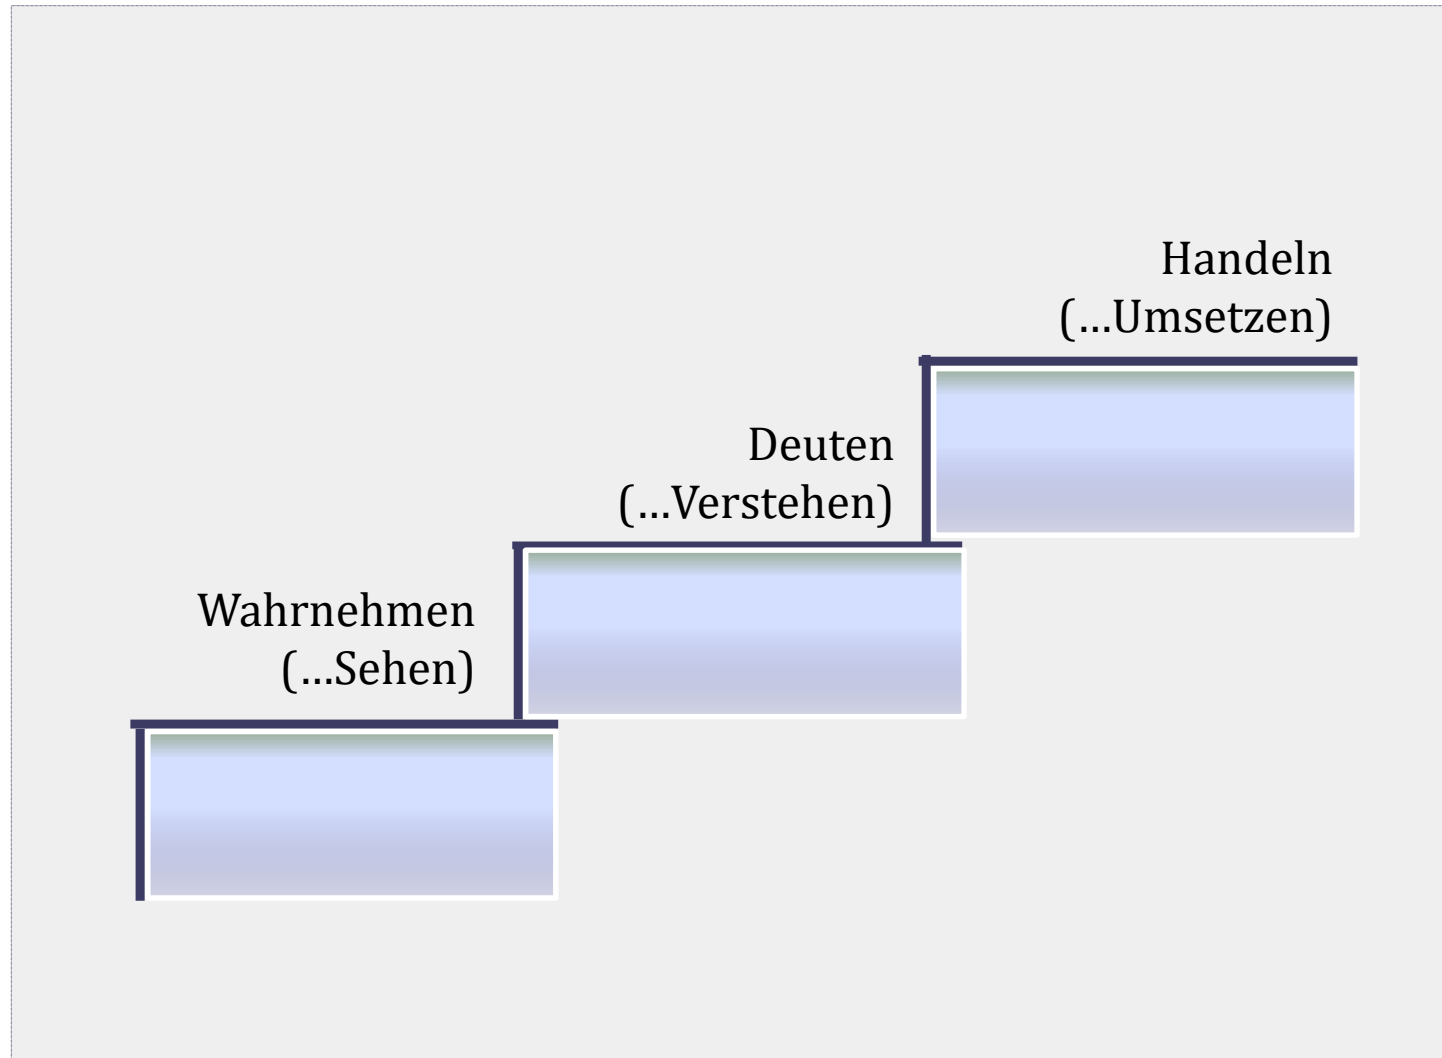 Handeln
(…Umsetzen)
Deuten
(…Verstehen)
Wahrnehmen
(…Sehen)